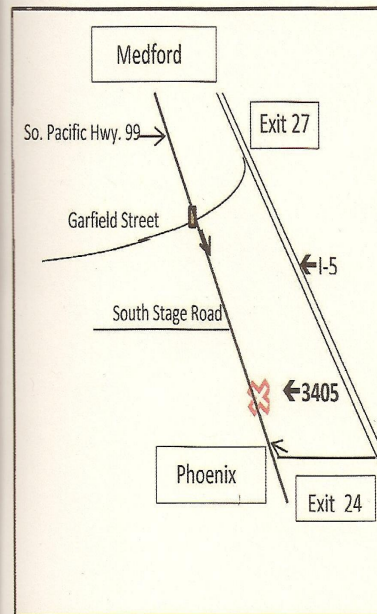 Medford
So. Pacific Hwy. 99
Exit 27
Garfield Street
I-5
South Stage Road
3405
Phoenix
Exit 24